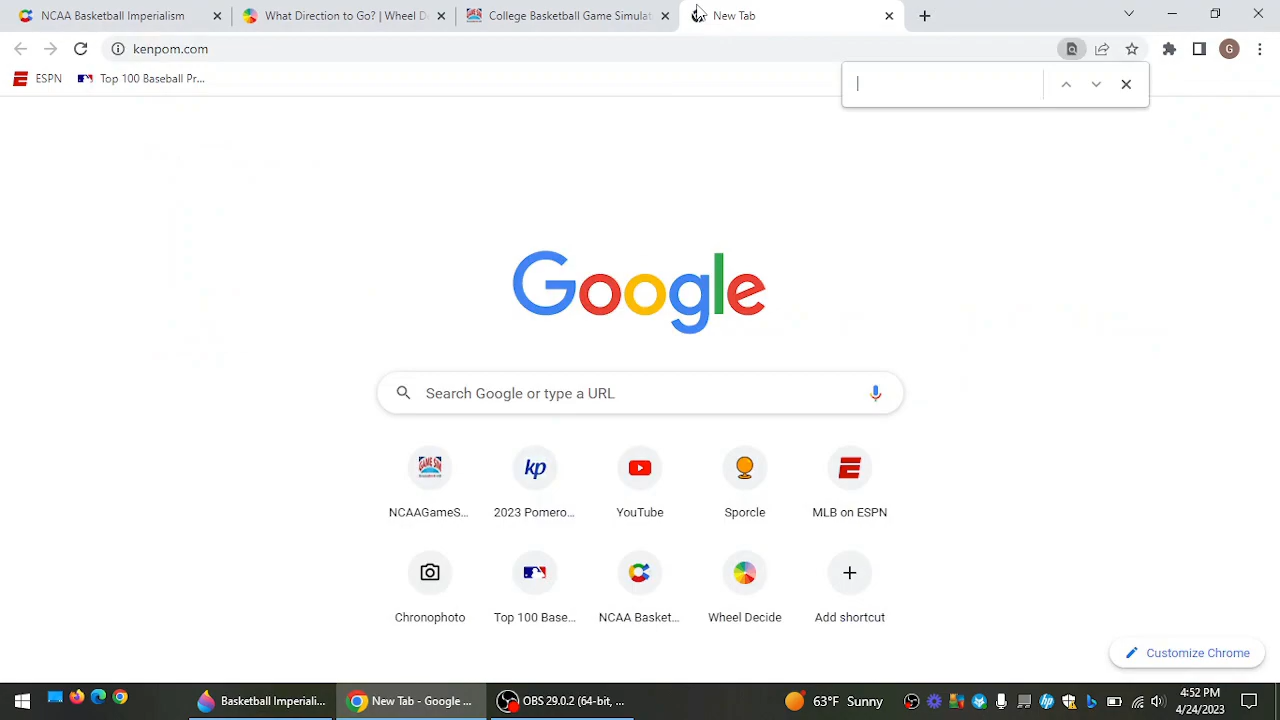 NCAA Basketball Imperialism
What Direction to Go? | Wheel D
College Basketball Game Simulat
New Tab
kenpom.com
G
ESPN
Top 100 Baseball Pr...
Google
Search Google or type a URL
GAME SIM
kp
NCAAGameS...
2023 Pomero...
YouTube
Sporcle
MLB on ESPN
Chronophoto
Top 100 Base...
NCAA Basket...
Wheel Decide
Add shortcut
Customize Chrome
Basketball Imperiali...
New Tab - Google ...
OBS 29.0.2 (64-bit, ...
63°F Sunny
4:52 PM
4/24/2023